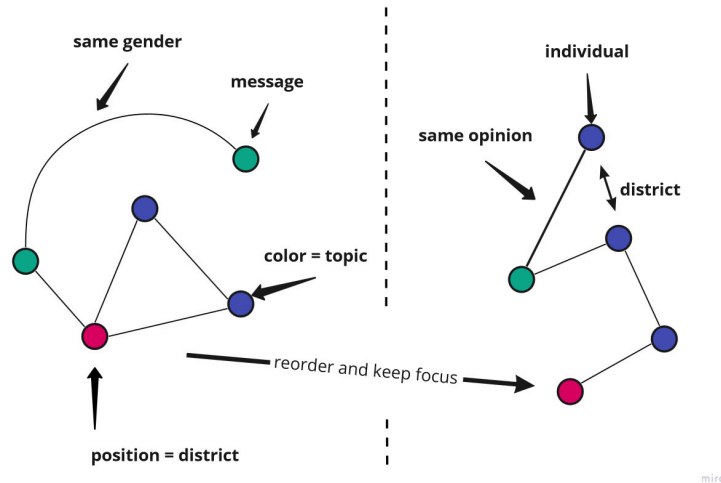 same gender
message
individual
same opinion
district
color = topic
reorder and keep focus
position = district